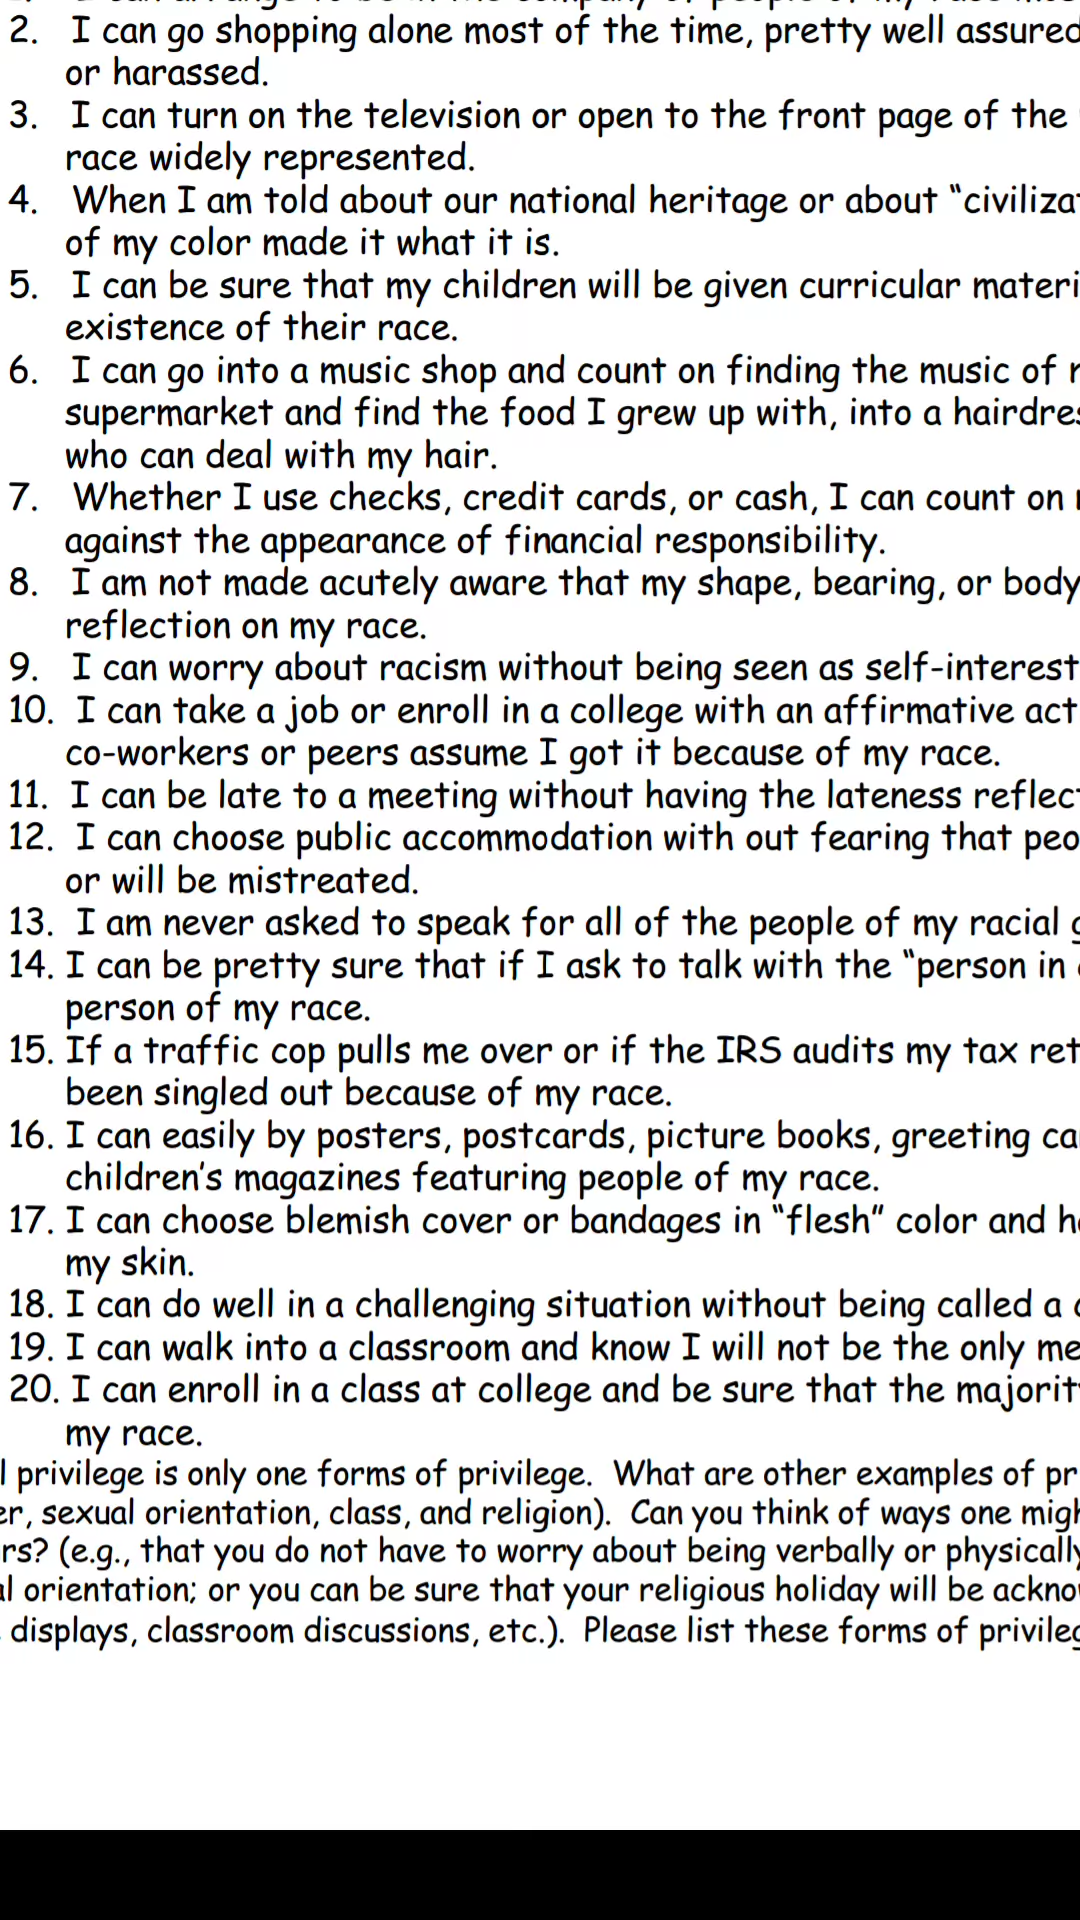 2. I can go shopping alone most of the time, pretty well assured
or harassed.
3. I can turn on the television or open to the front page of the
race widely represented.
4. When I am told about our national heritage or about “civilizat
of my color made it what it is.
5. I can be sure that my children will be given curricular materi
existence of their race.
6. I can go into a music shop and count on finding the music of
supermarket and find the food I grew up with, into a hairdres
who can deal with my hair.
7. Whether I use checks, credit cards, or cash, I can count on
against the appearance of financial responsibility.
8. I am not made acutely aware that my shape, bearing, or body
reflection on my race.
9. I can worry about racism without being seen as self-interest
10. I can take a job or enroll in a college with an affirmative act
co-workers or peers assume I got it because of my race.
11. I can be late to a meeting without having the lateness reflect
12. I can choose public accommodation with out fearing that peo
or will be mistreated.
13. I am never asked to speak for all of the people of my racial
14. I can be pretty sure that if I ask to talk with the “person in
person of my race.
15. If a traffic cop pulls me over or if the IRS audits my tax ret
been singled out because of my race.
16. I can easily by posters, postcards, picture books, greeting ca
children’s magazines featuring people of my race.
17. I can choose blemish cover or bandages in “flesh” color and h
my skin.
18. I can do well in a challenging situation without being called a
19. I can walk into a classroom and know I will not be the only me
20. I can enroll in a class at college and be sure that the majorit
my race.
l privilege is only one forms of privilege. What are other examples of pr
er, sexual orientation, class, and religion). Can you think of ways one migh
rs? (e.g., that you do not have to worry about being verbally or physically
al orientation; or you can be sure that your religious holiday will be ackno
displays, classroom discussions, etc.). Please list these forms of privileg